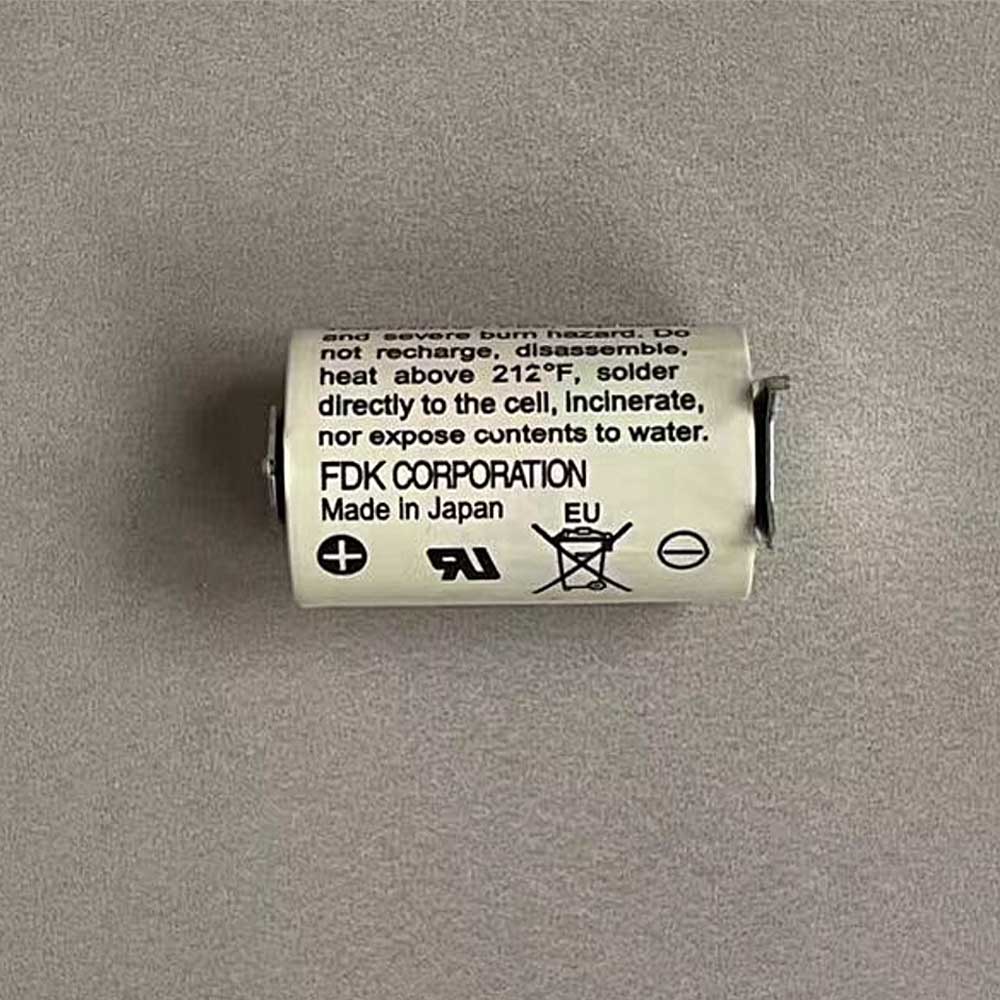 and severe burn hazard. Do
not recharge, disassemble,
heat above 212°F, solder
directly to the cell, incinerate,
nor expose contents to water.
FDK CORPORATION
Made in Japan
EU